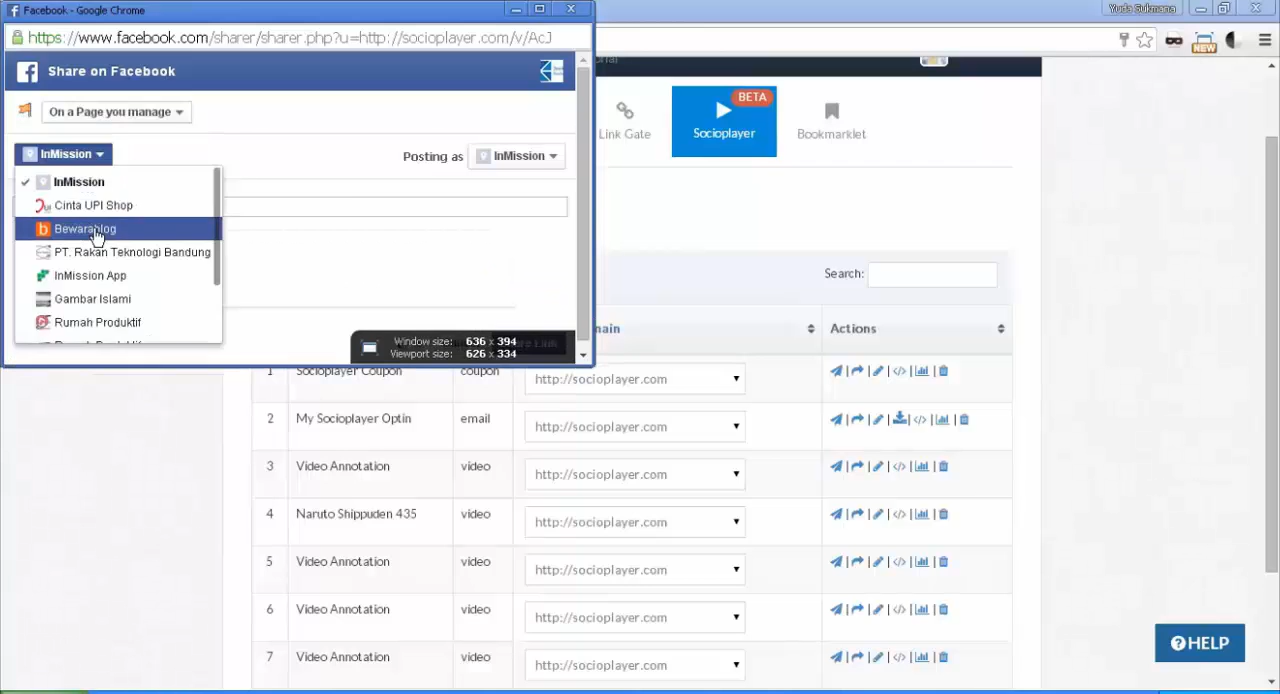 Facebook - Google Chrome
Yuda Sukmana
https://www.facebook.com/sharer/sharer.php?u=http://socioplayer.com/v/AcJ
NEW
Share on Facebook
On a Page you manage
InMission
Posting as InMission
InMission
Cinta UPI Shop
Bewarablog
PT. Rakan Teknologi Bandung
InMission App
Gambar Islami
Rumah Produktif
Window size: 636 x 394
Viewport size: 626 x 334
Link Gate
BETA
Socioplayer
Bookmarklet
Search:
Actions
1 Socioplayer Coupon coupon http://socioplayer.com
2 My Socioplayer Optin email http://socioplayer.com
3 Video Annotation video http://socioplayer.com
4 Naruto Shippuden 435 video http://socioplayer.com
5 Video Annotation video http://socioplayer.com
6 Video Annotation video http://socioplayer.com
7 Video Annotation video http://socioplayer.com
HELP